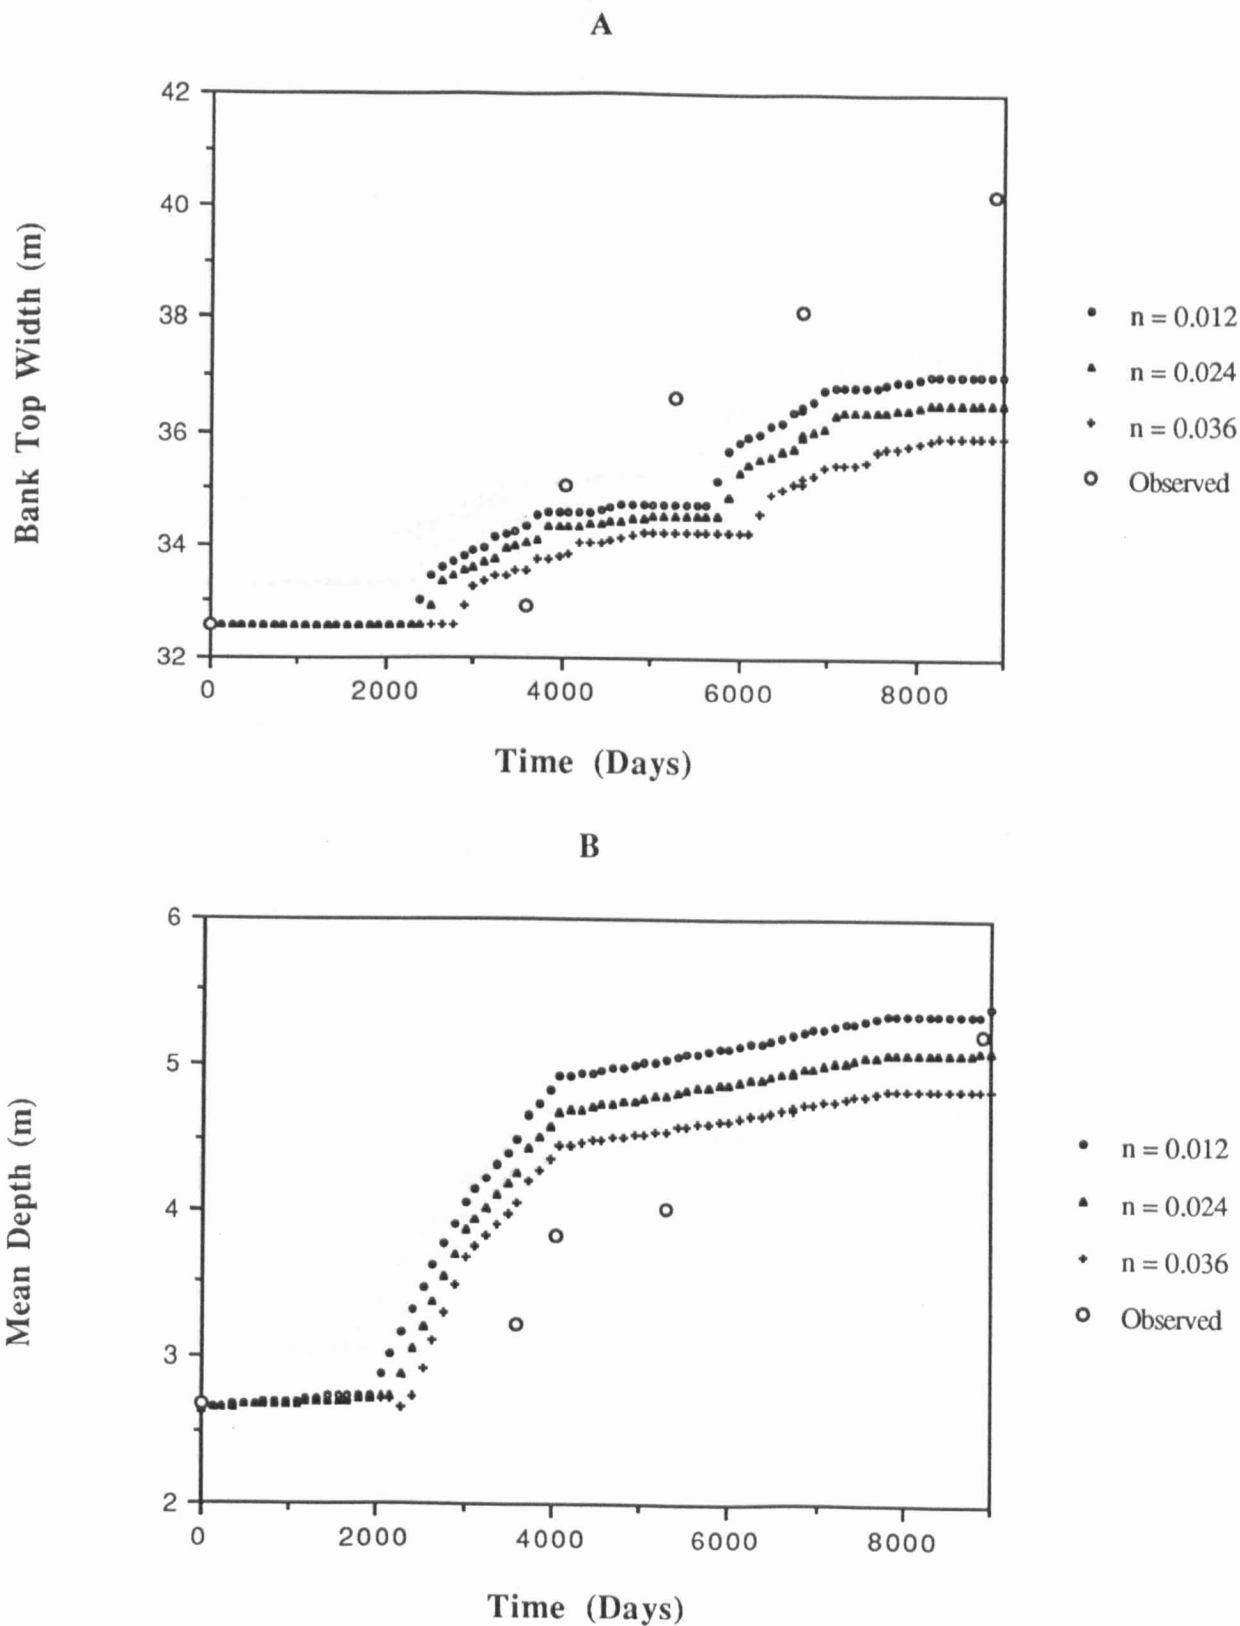 A
42
40
38
36
34
32
Bank Top Width (m)
0 2000 4000 6000 8000
Time (Days)
n = 0.012
n = 0.024
n = 0.036
Observed
B
6
5
4
3
2
Mean Depth (m)
0 2000 4000 6000 8000
Time (Days)
n = 0.012
n = 0.024
n = 0.036
Observed